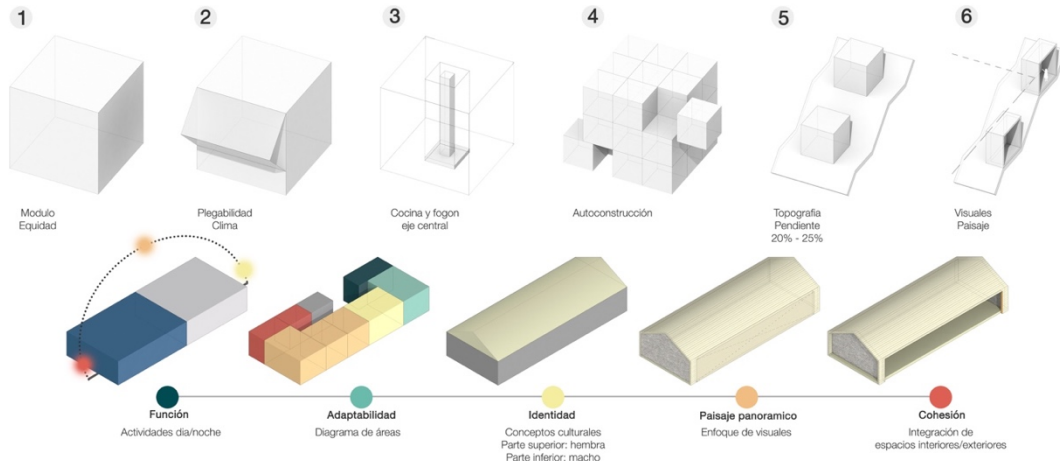 1
2
3
4
5
6
Modulo
Equidad
Plegabilidad
Clima
Cocina y fogon
eje central
Autoconstrucción
Topografia
Pendiente
20% - 25%
Visuales
Paisaje
Función
Actividades dia/noche
Adaptabilidad
Diagrama de áreas
Identidad
Conceptos culturales
Parte superior: hembra
Parte inferior: macho
Paisaje panoramico
Enfoque de visuales
Cohesión
Integración de
espacios interiores/exteriores